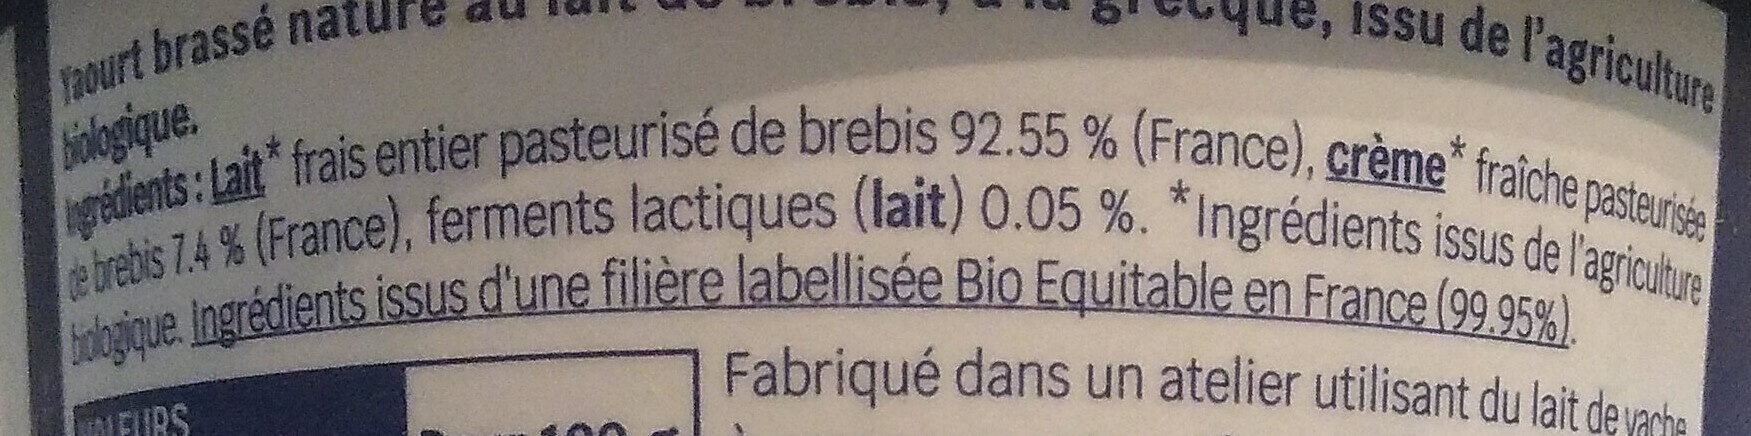 Yaourt brassé nature au lait de brebis, à la grecque, issu de l'agriculture
biologique.
Ingrédients : Lait* frais entier pasteurisé de brebis 92.55 % (France), crème* fraîche pasteurisée
de brebis 7.4 % (France), ferments lactiques (lait) 0.05 %. *Ingrédients issus de l'agriculture
biologique. Ingrédients issus d'une filière labellisée Bio Equitable en France (99.95%).
Fabriqué dans un atelier utilisant du lait de vache
VALEURS